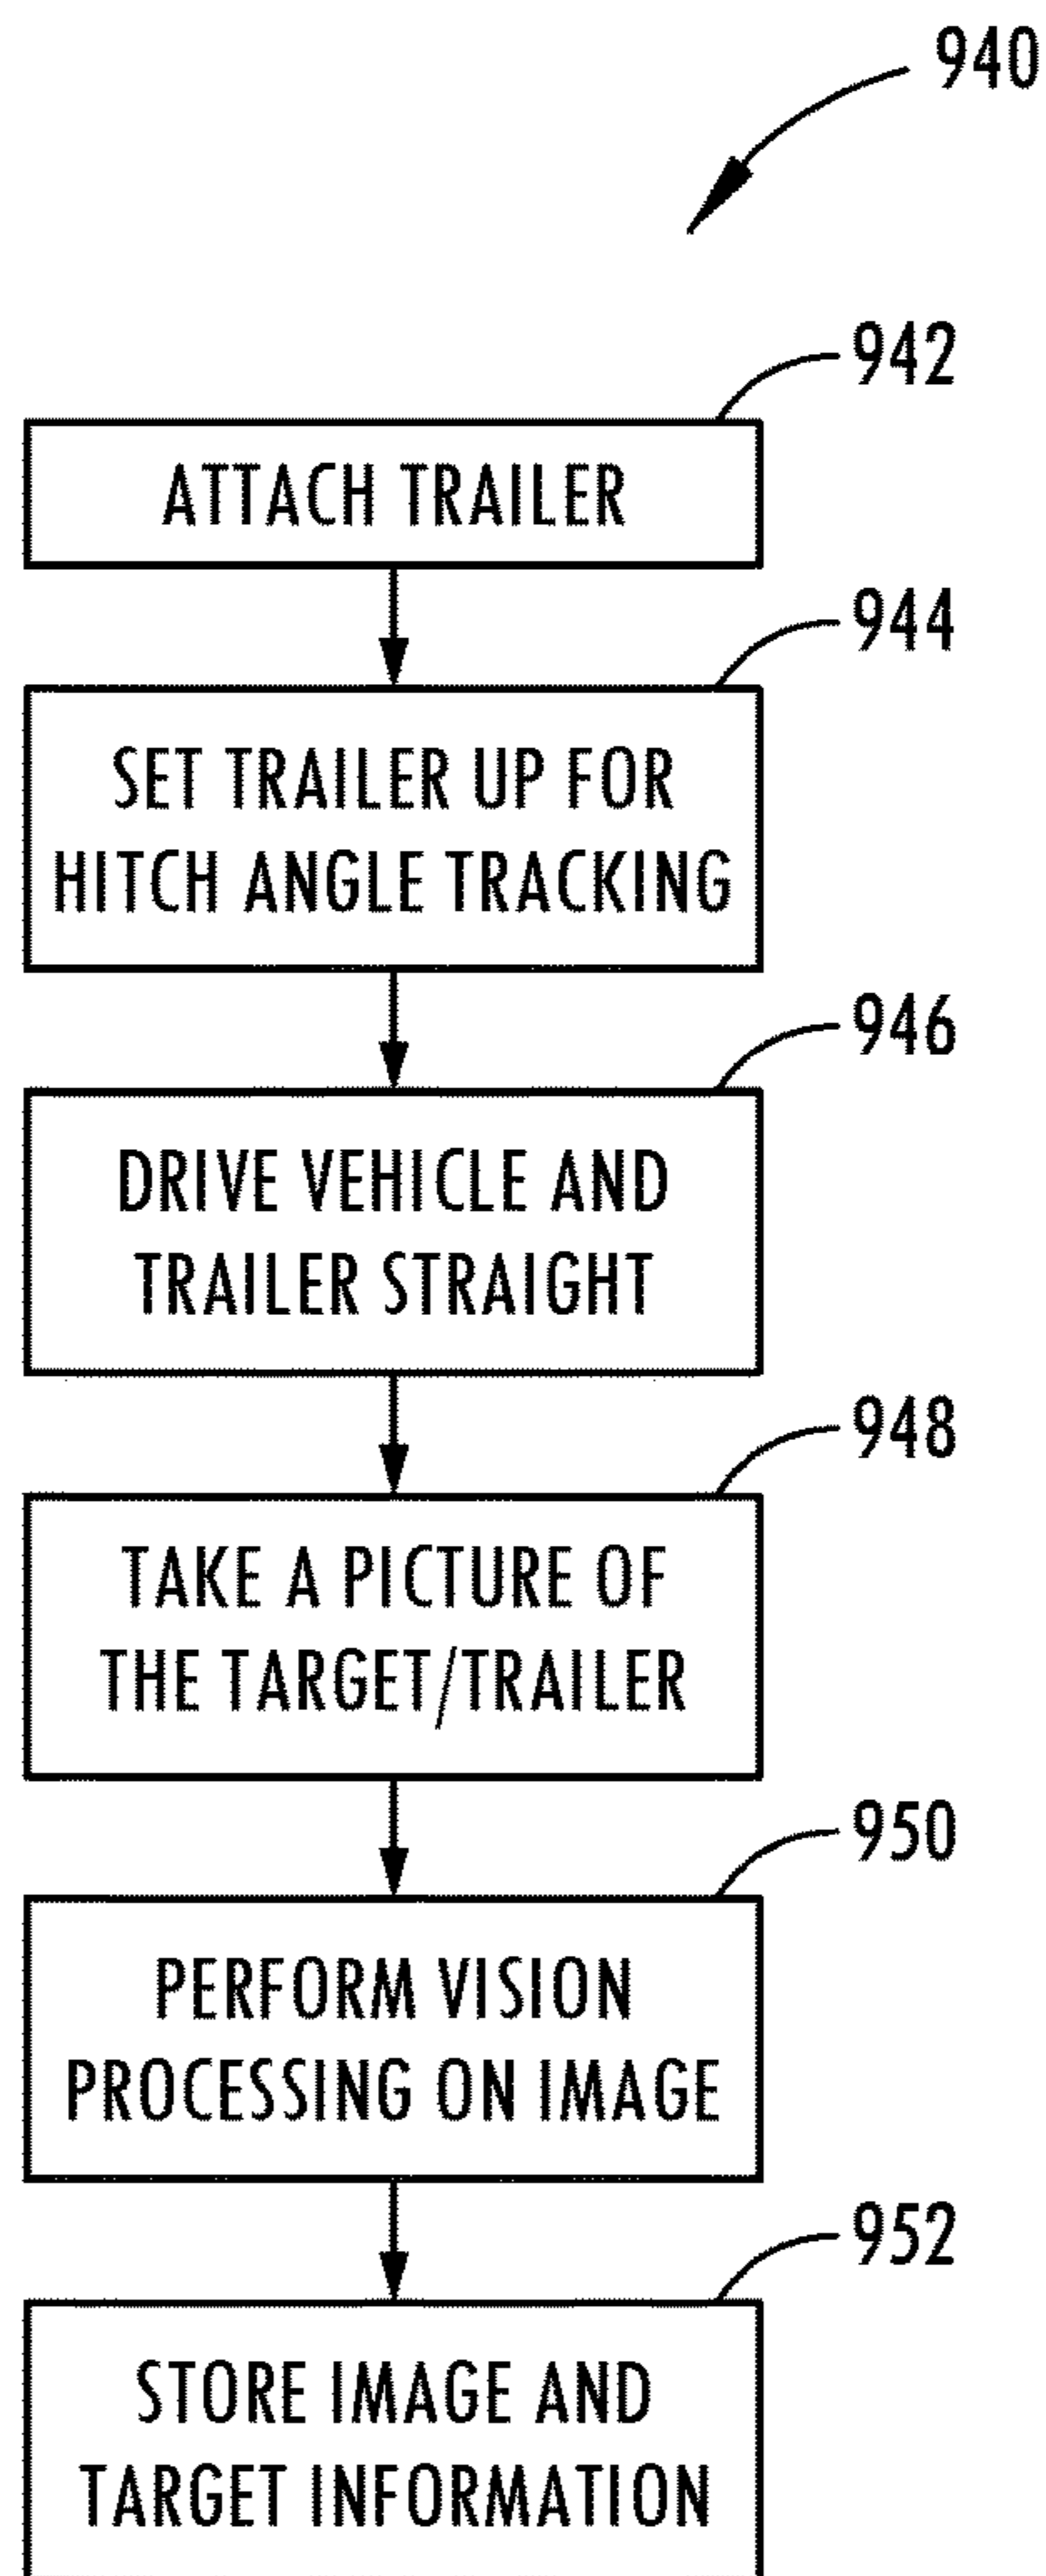 940
942
ATTACH TRAILER
944
SET TRAILER UP FOR
HITCH ANGLE TRACKING
946
DRIVE VEHICLE AND
TRAILER STRAIGHT
948
TAKE A PICTURE OF
THE TARGET/TRAILER
950
PERFORM VISION
PROCESSING ON IMAGE
952
STORE IMAGE AND
TARGET INFORMATION